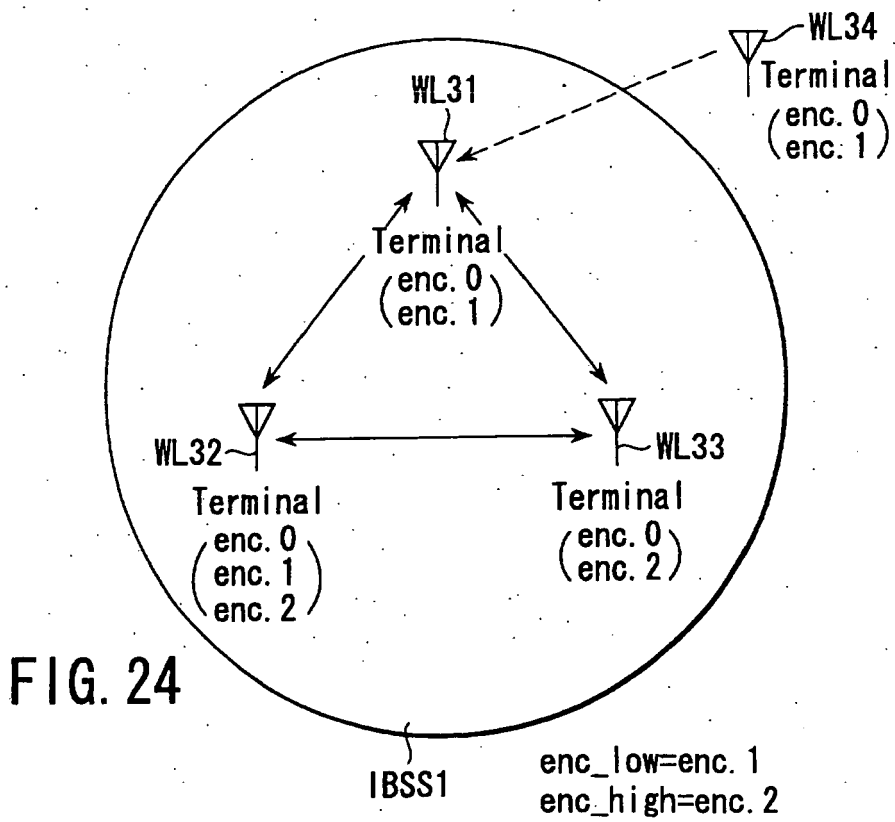 WL34
Terminal
(enc. 0
enc. 1)
WL31
Terminal
(enc. 0
enc. 1)
WL32
Terminal
(enc. 0
enc. 1
enc. 2)
WL33
Terminal
(enc. 0
enc. 2)
FIG. 24
IBSS1
enc_low=enc. 1
enc_high=enc. 2